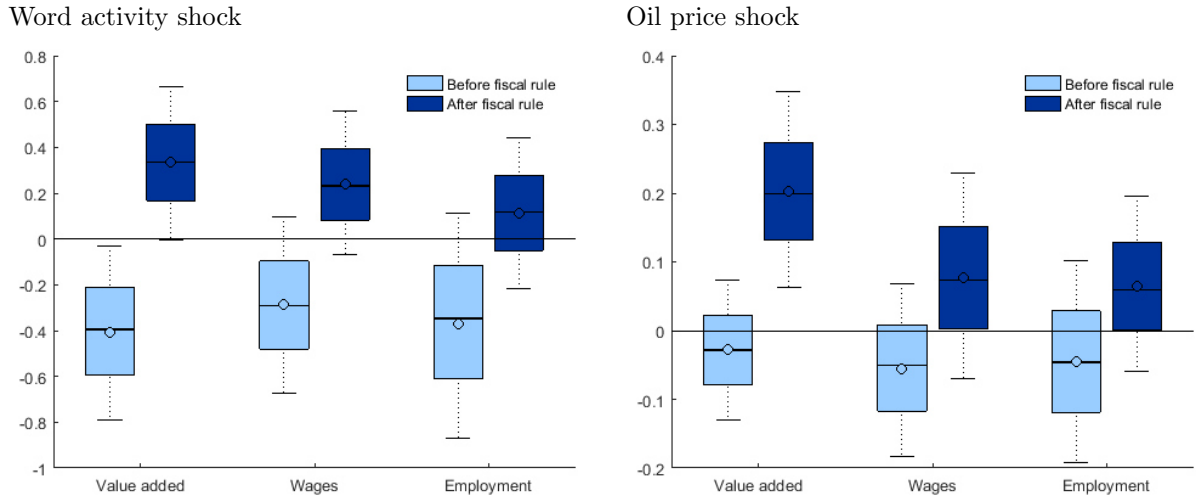 Word activity shock
0.8
0.6
0.4
0.2
0
-0.2
-0.4
-0.6
-0.8
-1
Before fiscal rule
After fiscal rule
Value added
Wages
Employment
Oil price shock
0.4
0.3
0.2
0.1
0
-0.1
-0.2
Before fiscal rule
After fiscal rule
Value added
Wages
Employment